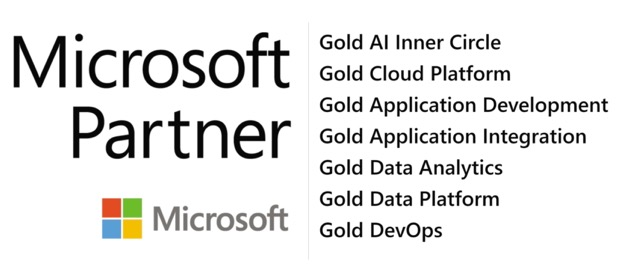 Microsoft
Partner
Microsoft
Gold AI Inner Circle
Gold Cloud Platform
Gold Application Development
Gold Application Integration
Gold Data Analytics
Gold Data Platform
Gold DevOps